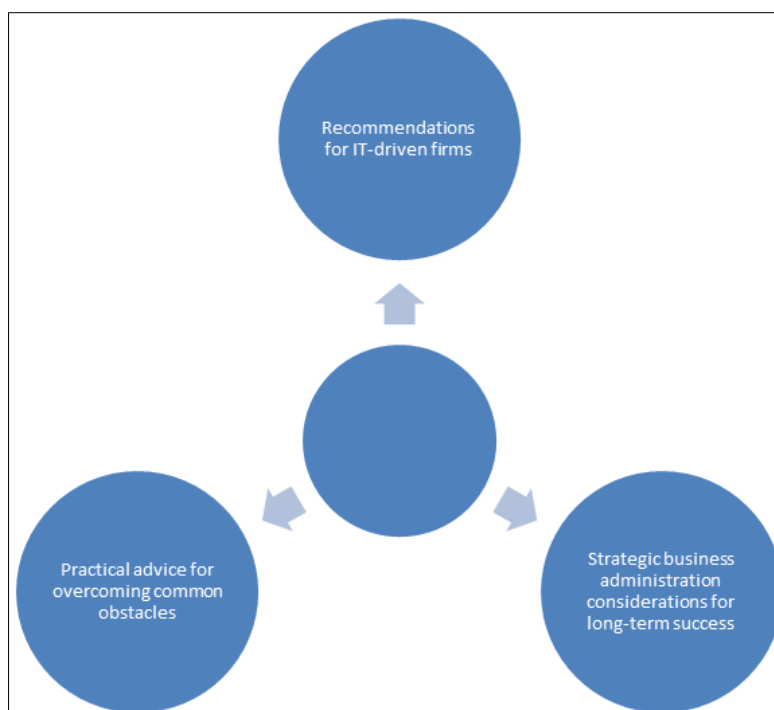 Recommendations
for IT-driven firms
Practical advice for
overcoming common
obstacles
Strategic business
administration
considerations for
long-term success